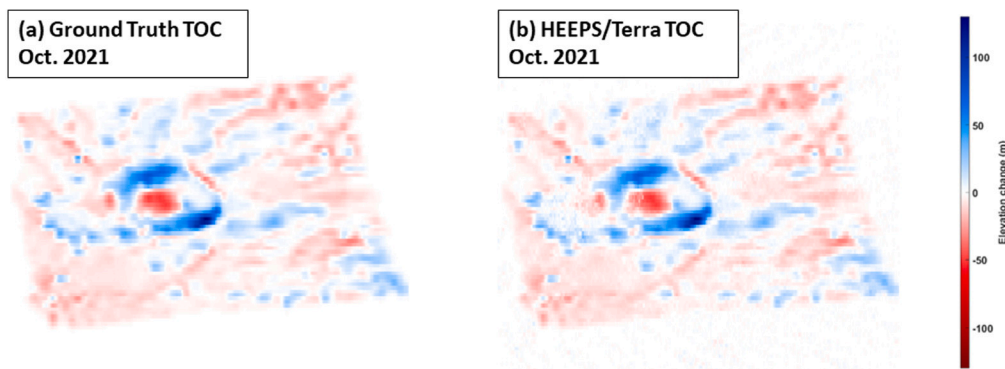 (a) Ground Truth TOC
Oct. 2021
(b) HEEPS/Terra TOC
Oct. 2021
100
50
0
-50
-100
Elevation change (m)